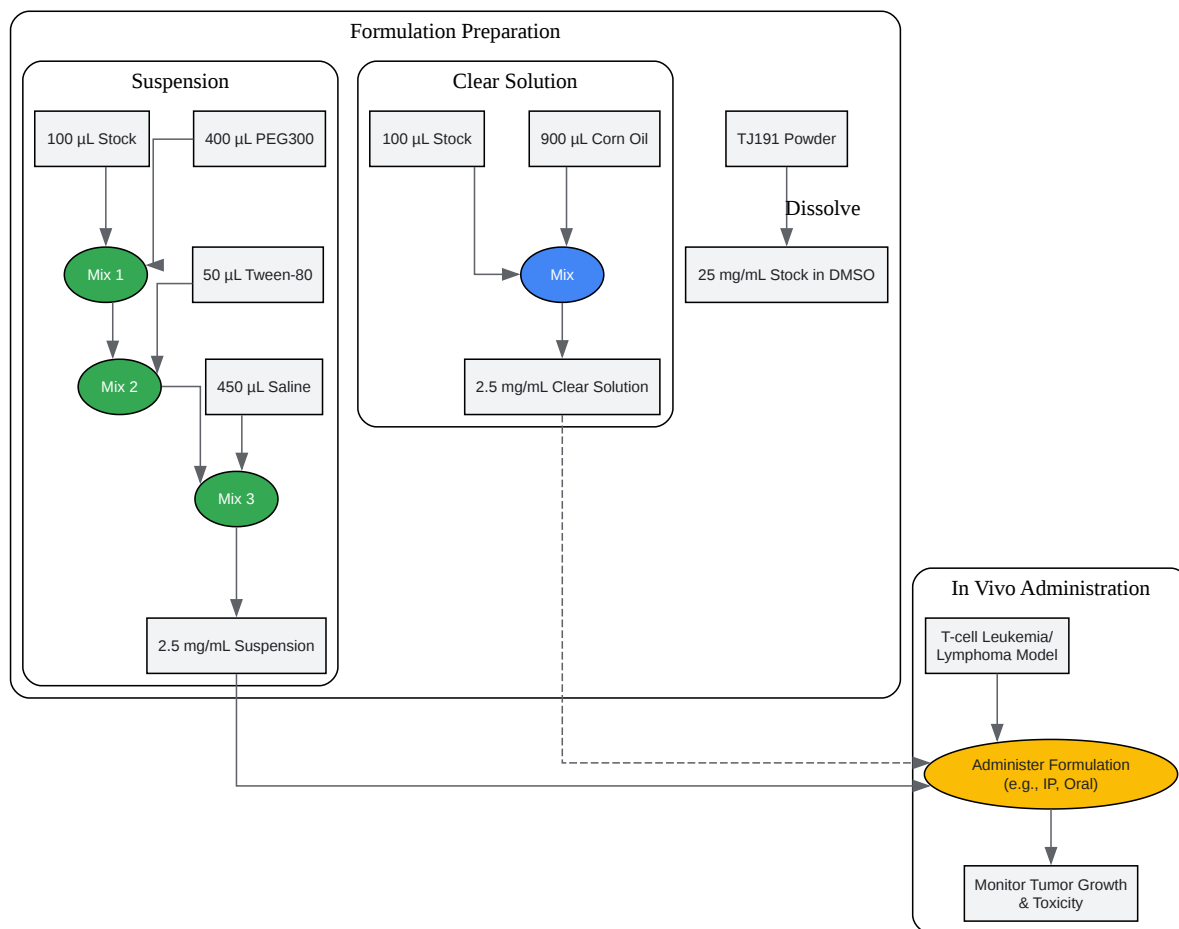 Formulation Preparation
Suspension
Clear Solution
100 µL Stock
400 µL PEG300
100 µL Stock
900 µL Corn Oil
TJ191 Powder
Dissolve
Mix 1
50 µL Tween-80
Mix
25 mg/mL Stock in DMSO
Mix 2
450 µL Saline
2.5 mg/mL Clear Solution
Mix 3
2.5 mg/mL Suspension
In Vivo Administration
T-cell Leukemia/
Lymphoma Model
Administer Formulation
(e.g., IP, Oral)
Monitor Tumor Growth
& Toxicity